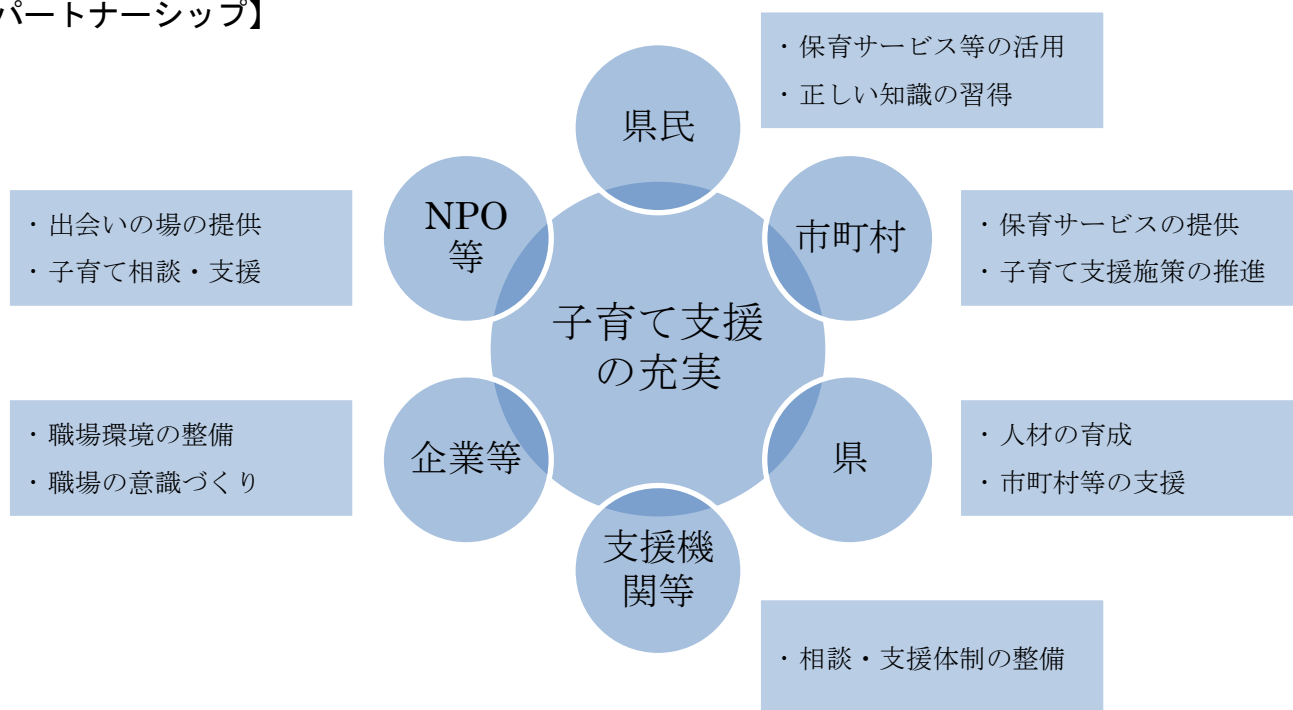 パートナーシップ】
・保育サービス等の活用
・正しい知識の習得
県民
NPO
等
・出会いの場の提供
・子育て相談・支援
市町村
・保育サービスの提供
・子育て支援施策の推進
子育て支援
の充実
企業等
・職場環境の整備
・職場の意識づくり
県
・人材の育成
・市町村等の支援
支援機
関等
・相談・支援体制の整備